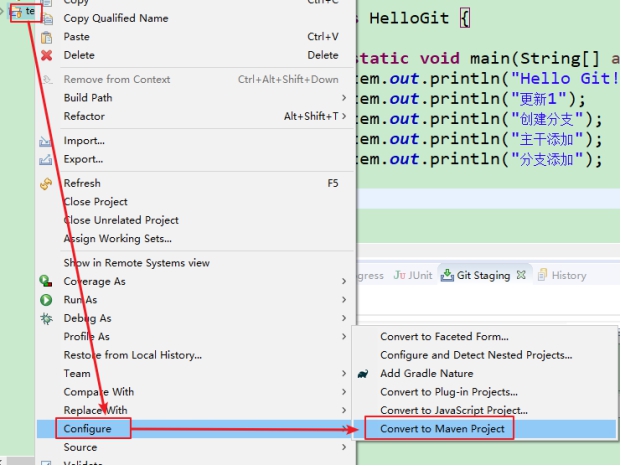 te
Copy Ctrl+C
Copy Qualified Name
Paste Ctrl+V
Delete Delete
Remove from Context Ctrl+Alt+Shift+Down
Build Path
Refactor Alt+Shift+T
Import...
Export...
Refresh F5
Close Project
Close Unrelated Project
Assign Working Sets...
Show in Remote Systems view
Coverage As
Run As
Debug As
Profile As
Restore from Local History...
Team
Compare With
Replace With
Configure
Source
Validate
s HelloGit {
static void main(String[] a
tem.out.println("Hello Git!
tem.out.println("更新1");
tem.out.println("创建分支");
tem.out.println("主干添加");
tem.out.println("分支添加");
gress JUnit Git Staging History
Convert to Faceted Form...
Configure and Detect Nested Projects...
Add Gradle Nature
Convert to Plug-in Projects...
Convert to JavaScript Project...
Convert to Maven Project